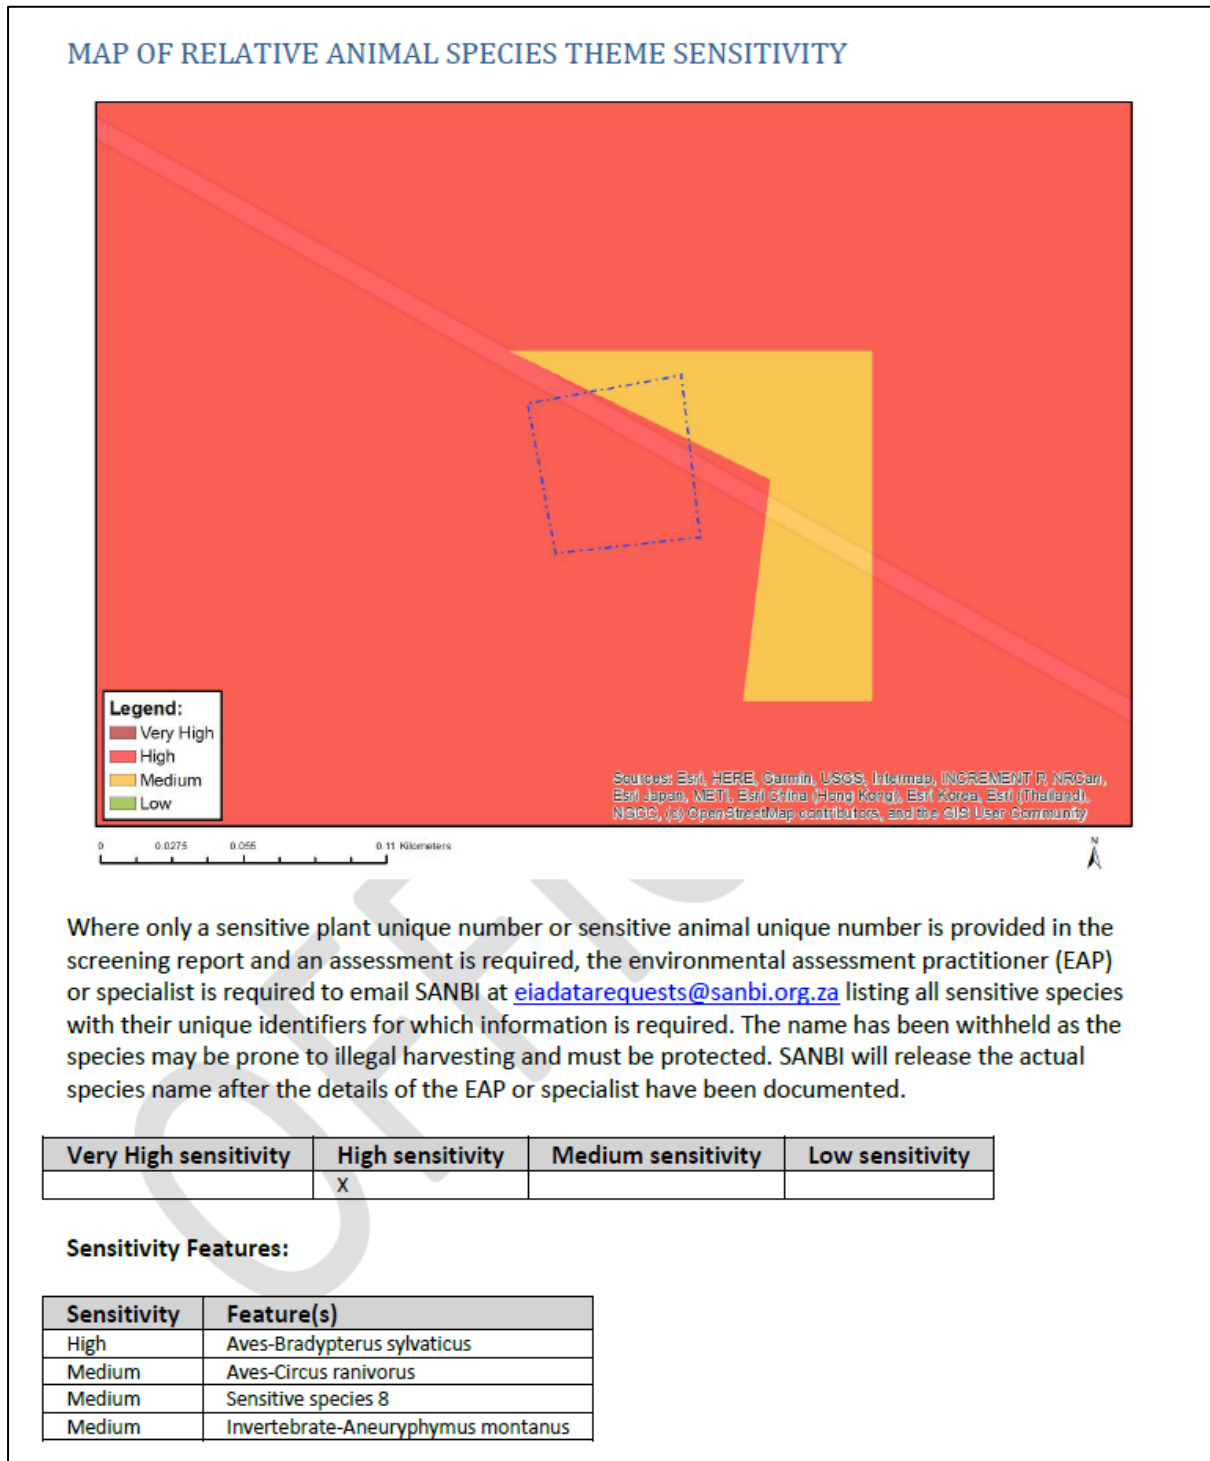 MAP OF RELATIVE ANIMAL SPECIES THEME SENSITIVITY
Legend:
Very High
High
Medium
Low
Sources: Esri, HERE, Garmin, USGS, Intermap, INCREMENT P, NRCan,
Esri Japan, METI, Esri China (Hong Kong), Esri Korea, Esri (Thailand),
NGCC, (c) OpenStreetMap contributors, and the GIS User Community
0 0.0275 0.055 0.11 Kilometers
N
Where only a sensitive plant unique number or sensitive animal unique number is provided in the
screening report and an assessment is required, the environmental assessment practitioner (EAP)
or specialist is required to email SANBI at eiadatarequests@sanbi.org.za listing all sensitive species
with their unique identifiers for which information is required. The name has been withheld as the
species may be prone to illegal harvesting and must be protected. SANBI will release the actual
species name after the details of the EAP or specialist have been documented.
Very High sensitivity High sensitivity Medium sensitivity Low sensitivity
X
Sensitivity Features:
Sensitivity Feature(s)
High Aves-Bradypterus sylvaticus
Medium Aves-Circus ranivorus
Medium Sensitive species 8
Medium Invertebrate-Aneuryphymus montanus